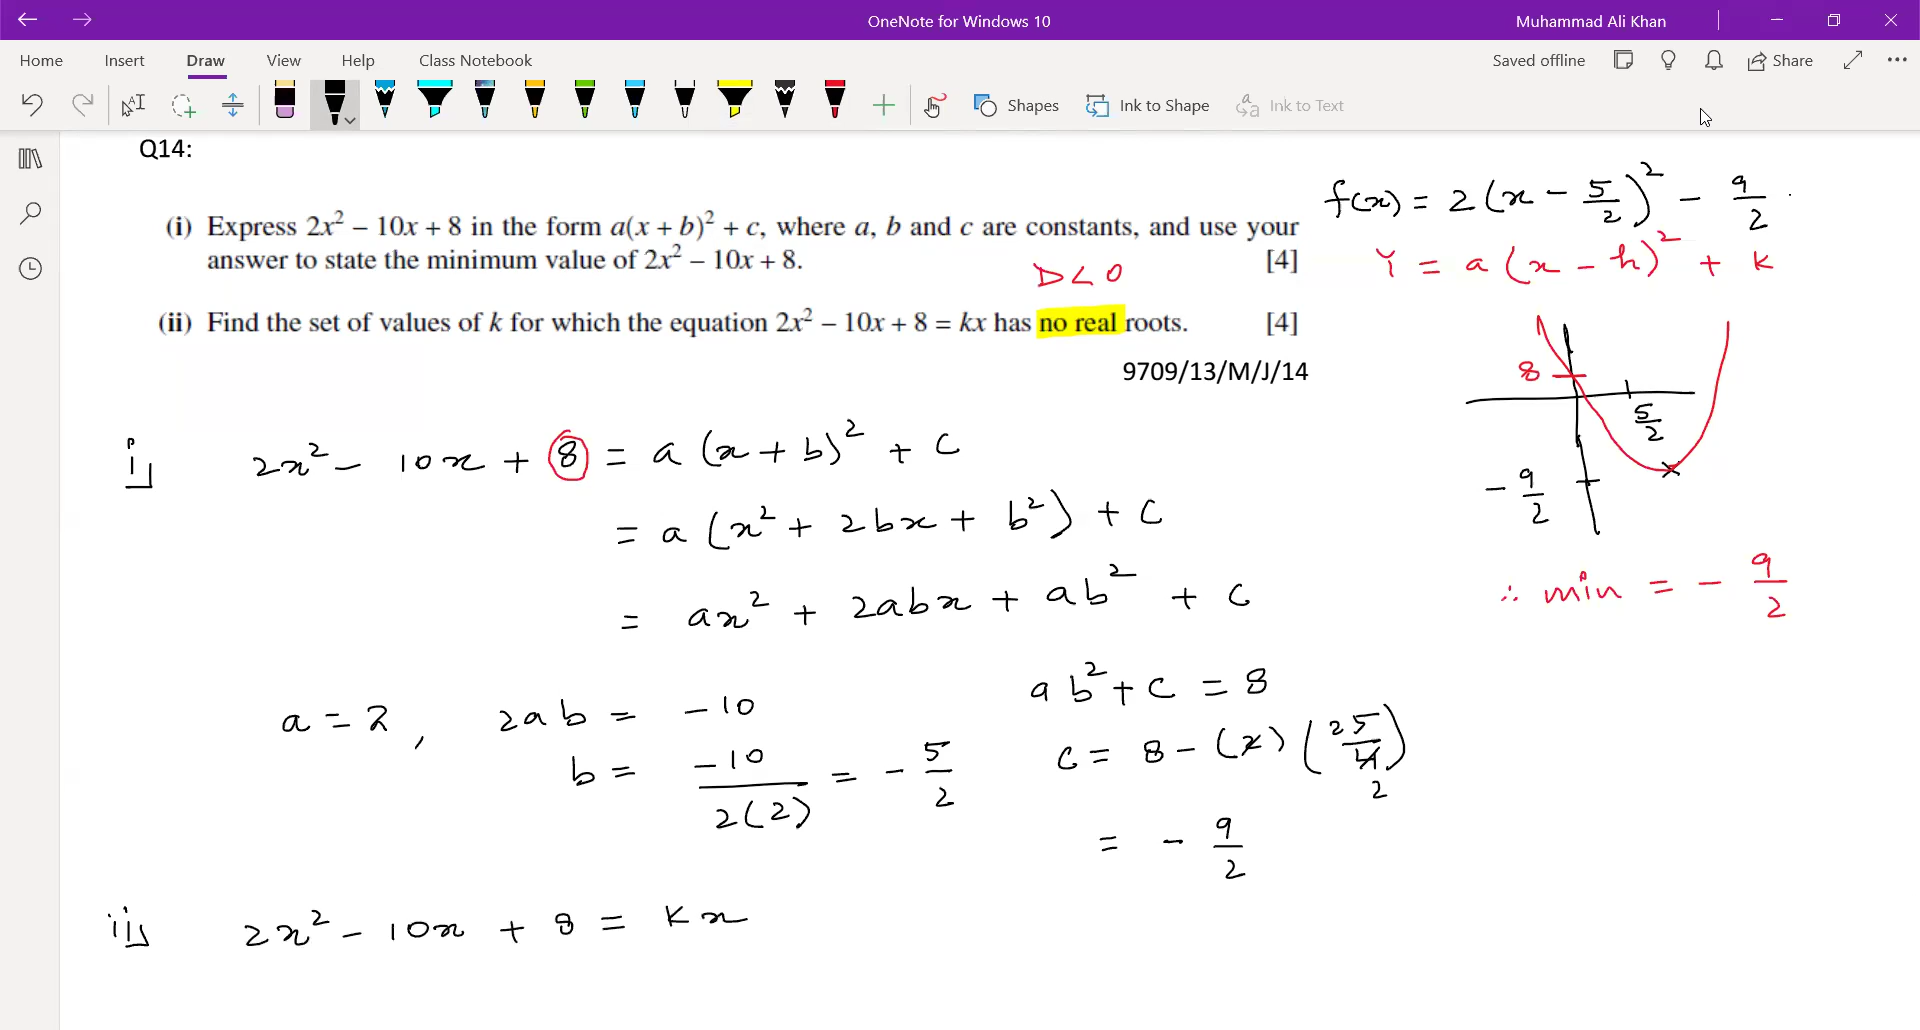 OneNote for Windows 10
Muhammad Ali Khan
Home Insert Draw View Help Class Notebook
Saved offline Share
Shapes Ink to Shape Ink to Text
Q14:
(i) Express 2x² − 10x + 8 in the form a(x + b)² + c, where a, b and c are constants, and use your
answer to state the minimum value of 2x² − 10x + 8. [4]
D < 0
(ii) Find the set of values of k for which the equation 2x² − 10x + 8 = kx has no real roots. [4]
9709/13/M/J/14
f(x) = 2(x − 5/2)² − 9/2
Y = a(x − h)² + k
8
5/2
− 9/2
∴ min = − 9/2
i) 2x² − 10x + 8 = a(x + b)² + c
= a(x² + 2bx + b²) + c
= ax² + 2abx + ab² + c
a = 2, 2ab = −10
b = −10/2(2) = − 5/2
ab² + c = 8
c = 8 − (2)(25/4)
2
= − 9/2
ii) 2x² − 10x + 8 = kx